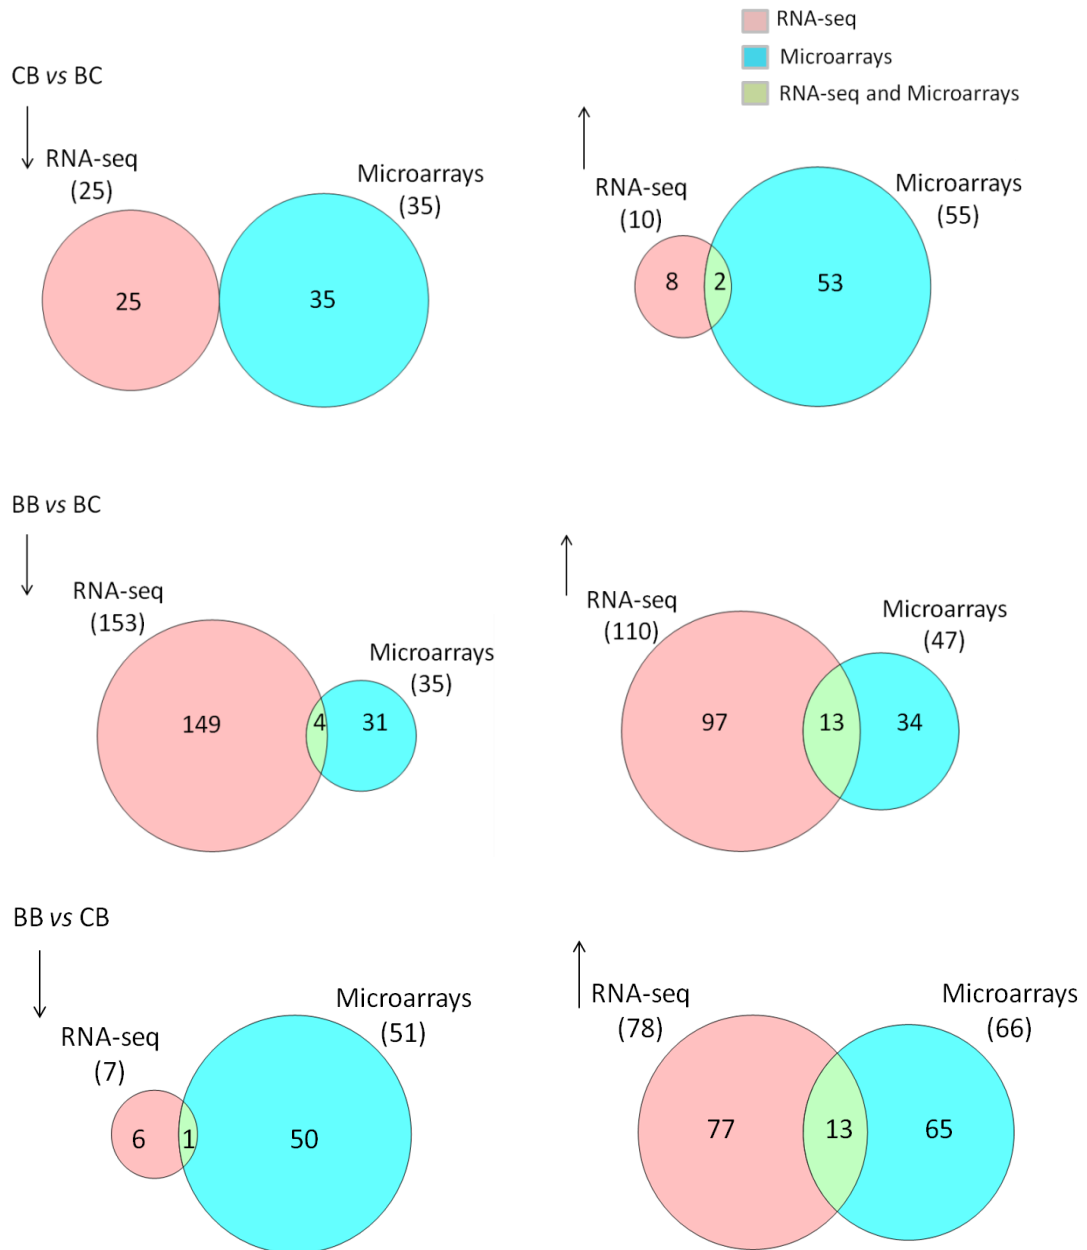 RNA-seq
Microarrays
RNA-seq and Microarrays
CB vs BC
RNA-seq
(25)
Microarrays
(35)
25
35
RNA-seq
(10)
Microarrays
(55)
8
2
53
BB vs BC
RNA-seq
(153)
Microarrays
(35)
149
4
31
RNA-seq
(110)
Microarrays
(47)
97
13
34
BB vs CB
RNA-seq
(7)
Microarrays
(51)
6
1
50
RNA-seq
(78)
Microarrays
(66)
77
13
65